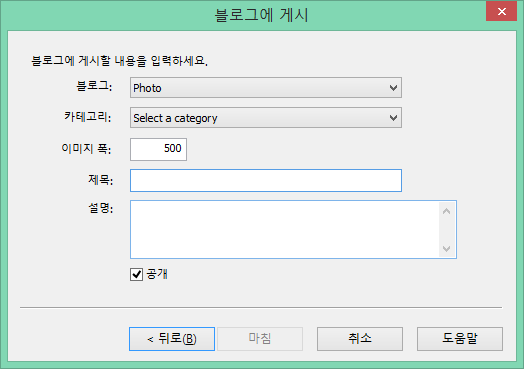 블로그에 게시
블로그에 게시할 내용을 입력하세요.
블로그: Photo
카테고리: Select a category
이미지 폭: 500
제목:
설명:
공개
< 뒤로(B) 마침 취소 도움말